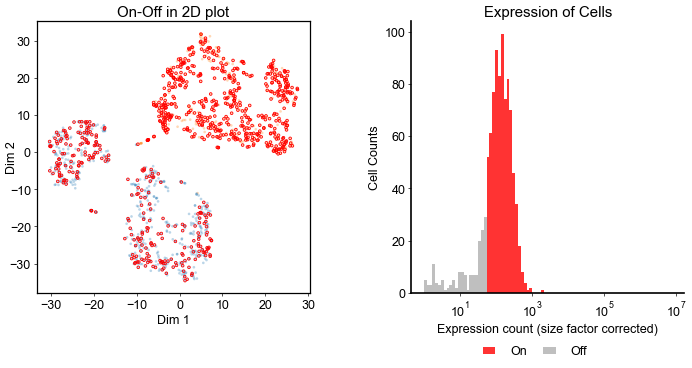 On-Off in 2D plot
30
20
10
0
−10
−20
−30
Dim 2
−30 −20 −10 0 10 20 30
Dim 1
Expression of Cells
100
80
60
40
20
0
Cell Counts
10^1 10^3 10^5 10^7
Expression count (size factor corrected)
On Off